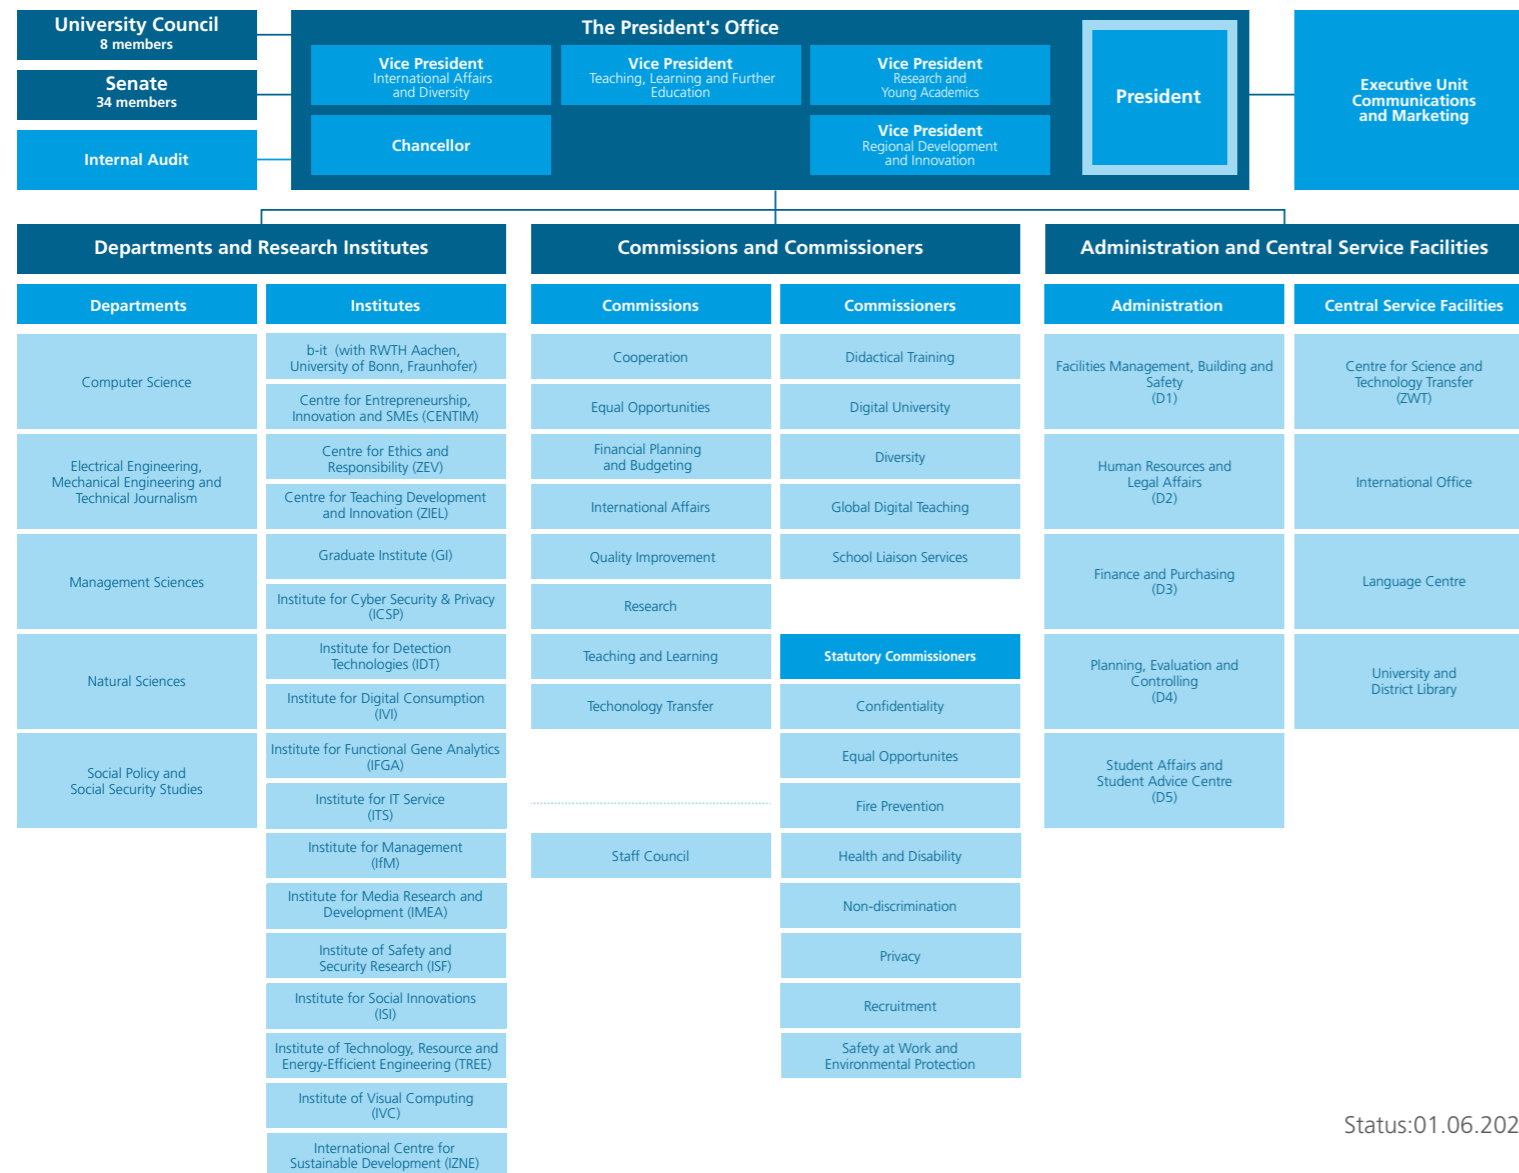 University Council
8 members
Senate
34 members
Internal Audit
The President's Office
Vice President
International Affairs
and Diversity
Vice President
Teaching, Learning and Further
Education
Vice President
Research and
Young Academics
Chancellor
Vice President
Regional Development
and Innovation
President
Executive Unit
Communications
and Marketing
Departments and Research Institutes
Departments
Computer Science
Electrical Engineering,
Mechanical Engineering and
Technical Journalism
Management Sciences
Natural Sciences
Social Policy and
Social Security Studies
Institutes
b-it (with RWTH Aachen,
University of Bonn, Fraunhofer)
Centre for Entrepreneurship,
Innovation and SMEs (CENTIM)
Centre for Ethics and
Responsibility (ZEV)
Centre for Teaching Development
and Innovation (ZIEL)
Graduate Institute (GI)
Institute for Cyber Security & Privacy
(ICSP)
Institute for Detection
Technologies (IDT)
Institute for Digital Consumption
(IVI)
Institute for Functional Gene Analytics
(IFGA)
Institute for IT Service
(ITS)
Institute for Management
(IfM)
Institute for Media Research and
Development (IMEA)
Institute of Safety and
Security Research (ISF)
Institute for Social Innovations
(ISI)
Institute of Technology, Resource and
Energy-Efficient Engineering (TREE)
Institute of Visual Computing
(IVC)
International Centre for
Sustainable Development (IZNE)
Commissions and Commissioners
Commissions
Cooperation
Equal Opportunities
Financial Planning
and Budgeting
International Affairs
Quality Improvement
Research
Teaching and Learning
Techonology Transfer
Staff Council
Commissioners
Didactical Training
Digital University
Diversity
Global Digital Teaching
School Liaison Services
Statutory Commissioners
Confidentiality
Equal Opportunites
Fire Prevention
Health and Disability
Non-discrimination
Privacy
Recruitment
Safety at Work and
Environmental Protection
Administration and Central Service Facilities
Administration
Facilities Management, Building and
Safety
(D1)
Human Resources and
Legal Affairs
(D2)
Finance and Purchasing
(D3)
Planning, Evaluation and
Controlling
(D4)
Student Affairs and
Student Advice Centre
(D5)
Central Service Facilities
Centre for Science and
Technology Transfer
(ZWT)
International Office
Language Centre
University and
District Library
Status:01.06.202